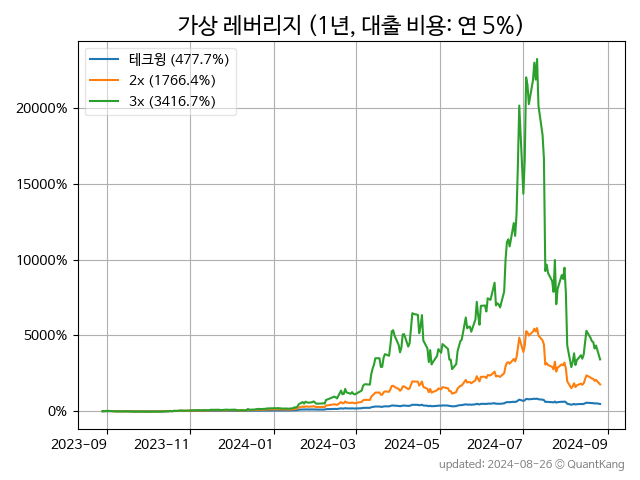 가상 레버리지 (1년, 대출 비용: 연 5%)
테크윙 (477.7%)
2x (1766.4%)
3x (3416.7%)
20000%
15000%
10000%
5000%
0%
2023-09 2023-11 2024-01 2024-03 2024-05 2024-07 2024-09
updated: 2024-08-26 © QuantKang